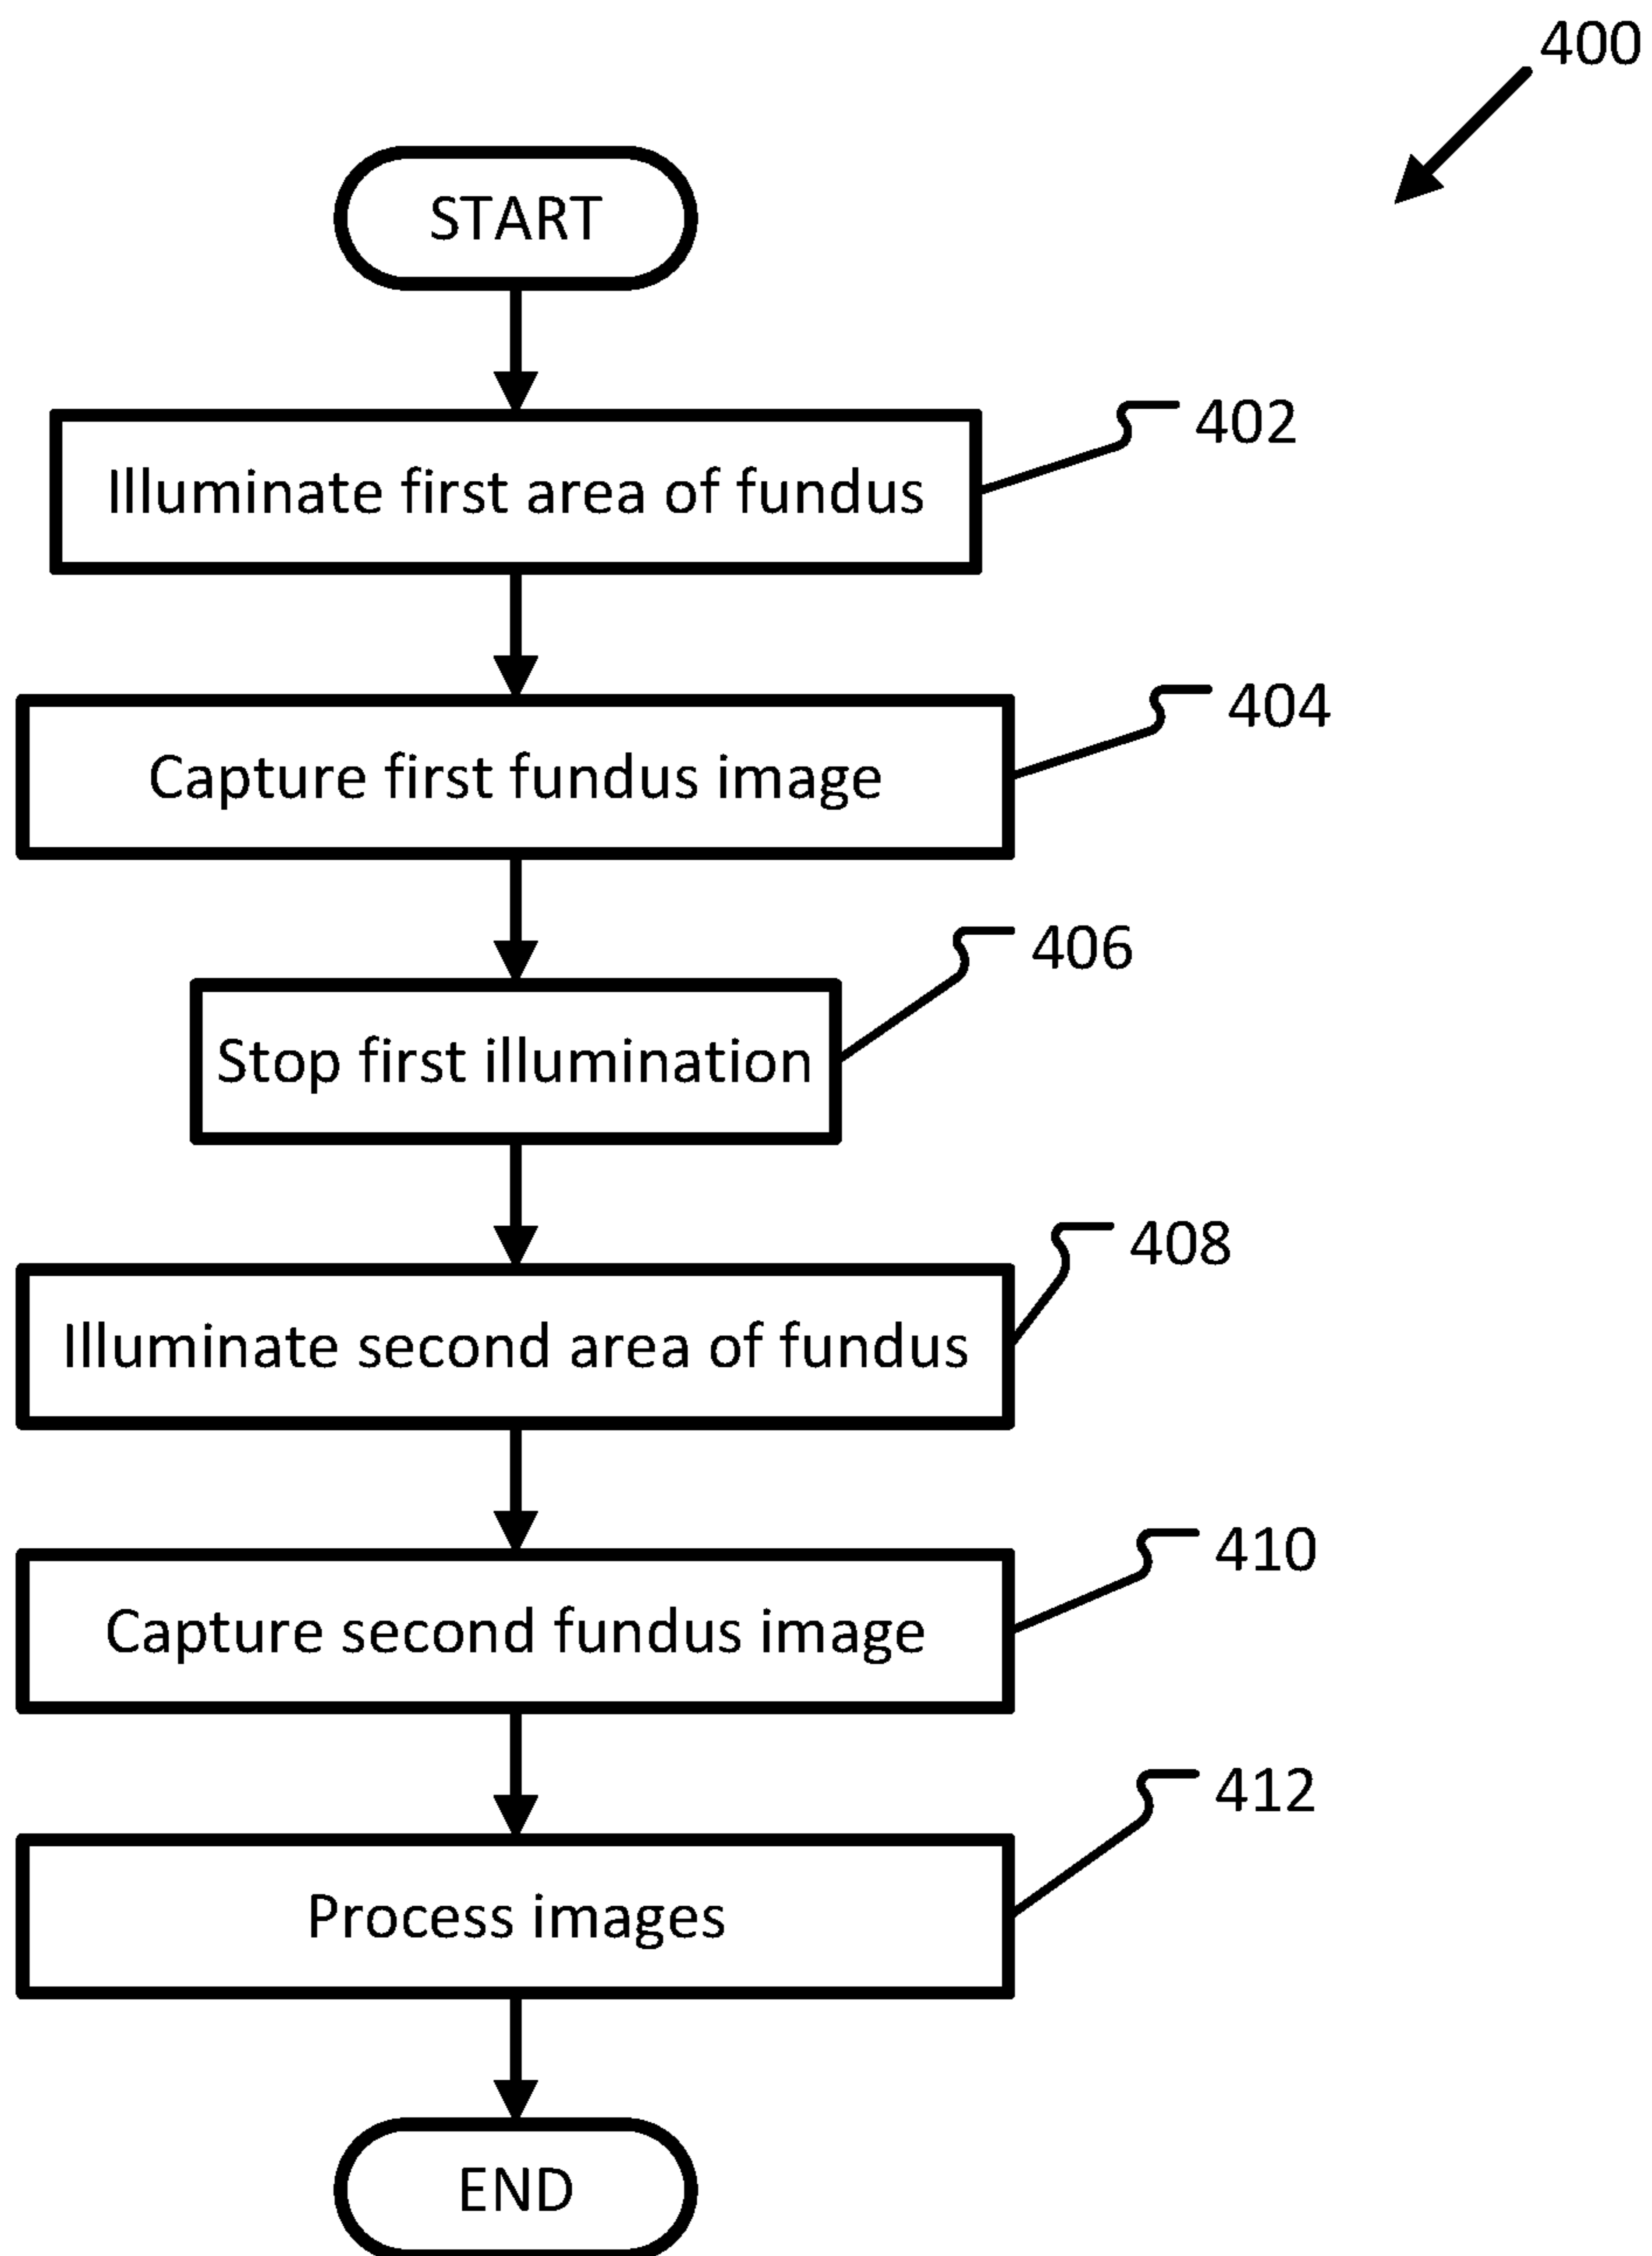 400
START
Illuminate first area of fundus
402
Capture first fundus image
404
Stop first illumination
406
Illuminate second area of fundus
408
Capture second fundus image
410
Process images
412
END